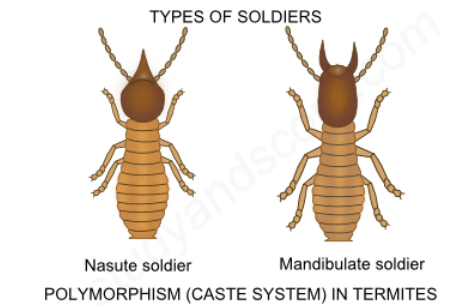 TYPES OF SOLDIERS
Nasute soldier
Mandibulate soldier
POLYMORPHISM (CASTE SYSTEM) IN TERMITES